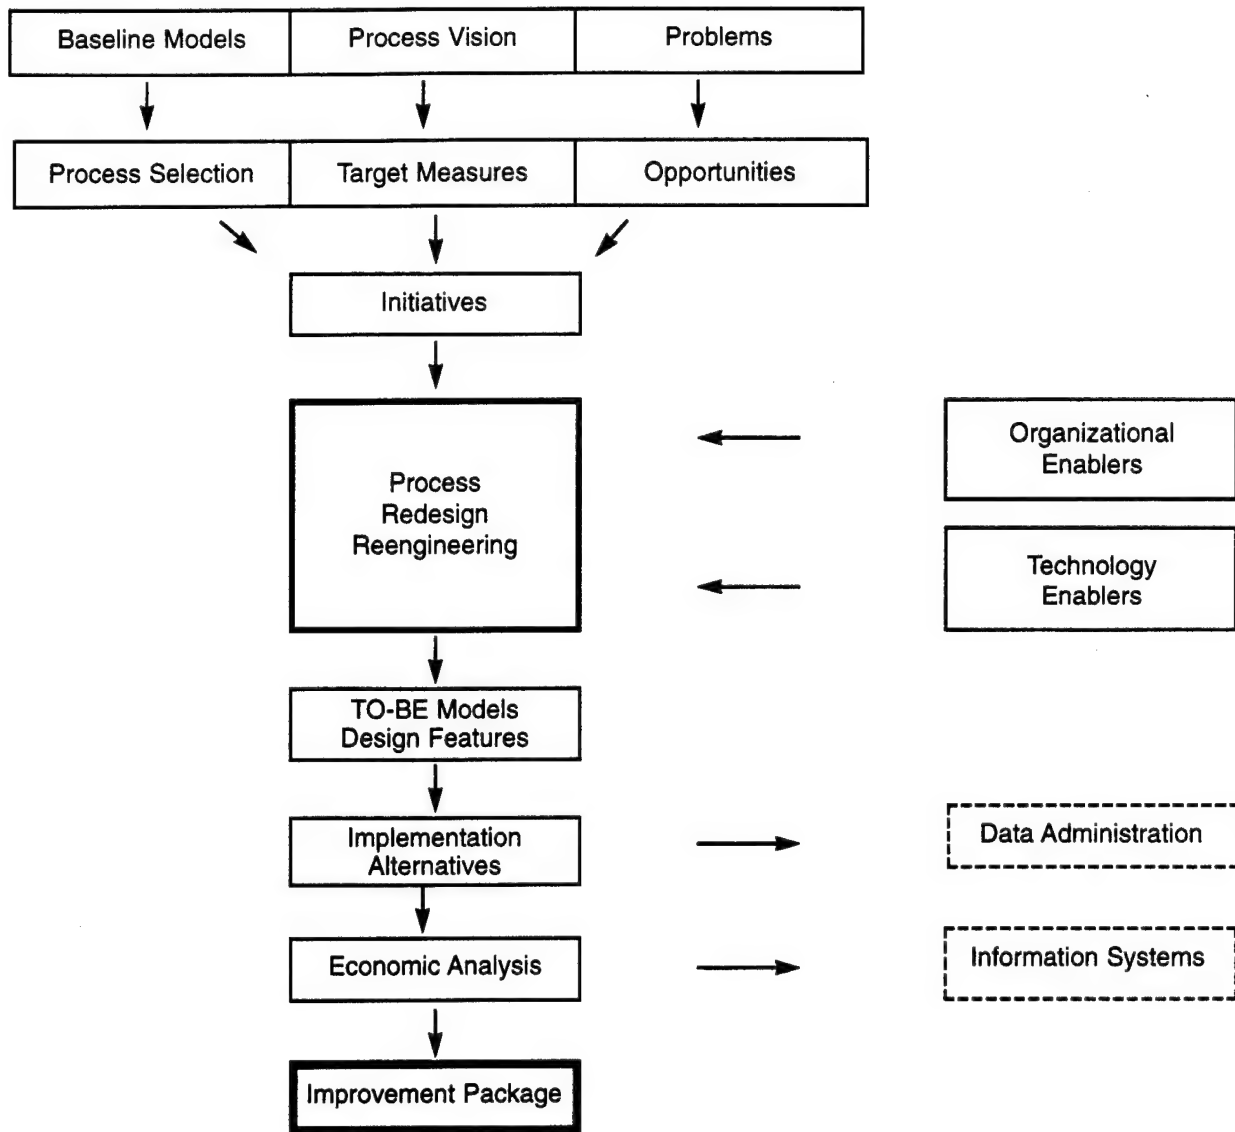 Baseline Models
Process Vision
Problems
Process Selection
Target Measures
Opportunities
Initiatives
Process
Redesign
Reengineering
Organizational
Enablers
Technology
Enablers
TO-BE Models
Design Features
Implementation
Alternatives
Data Administration
Economic Analysis
Information Systems
Improvement Package